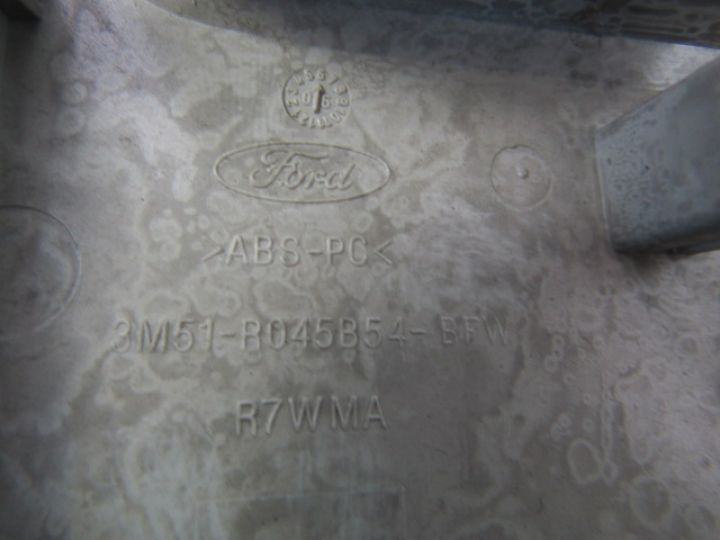 Ford
>ABS-PC<
3M51-R045B54-BFW
R7WMA